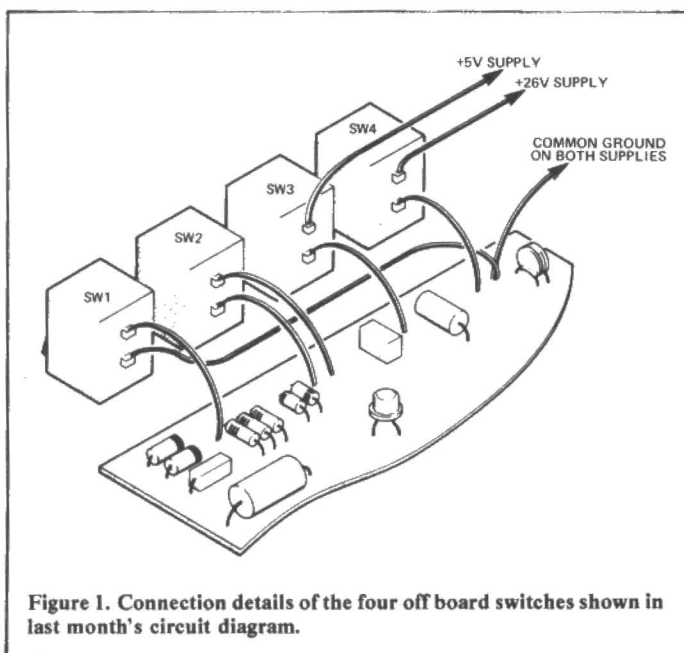 +5V SUPPLY
+26V SUPPLY
COMMON GROUND
ON BOTH SUPPLIES
SW4
SW3
SW2
SW1
Figure 1. Connection details of the four off board switches shown in
last month's circuit diagram.